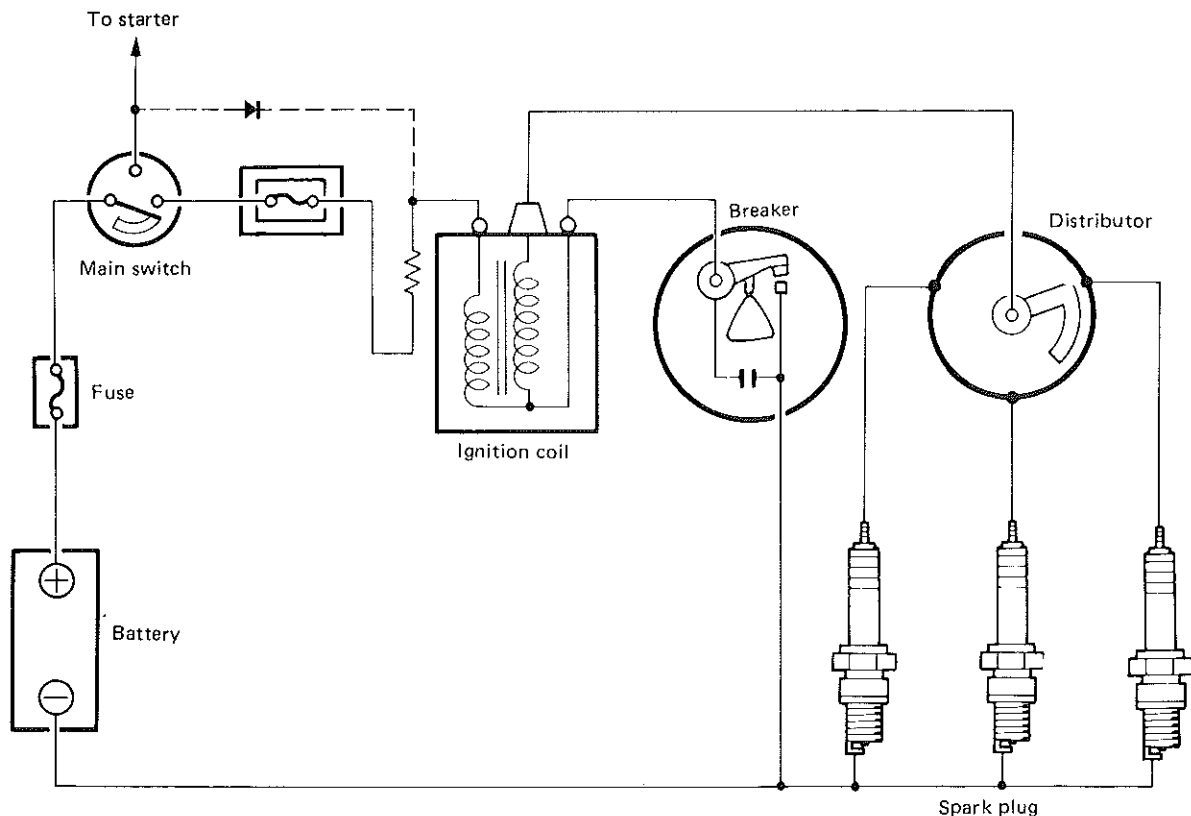 To starter
Main switch
Breaker
Distributor
Fuse
Ignition coil
Battery
Spark plug